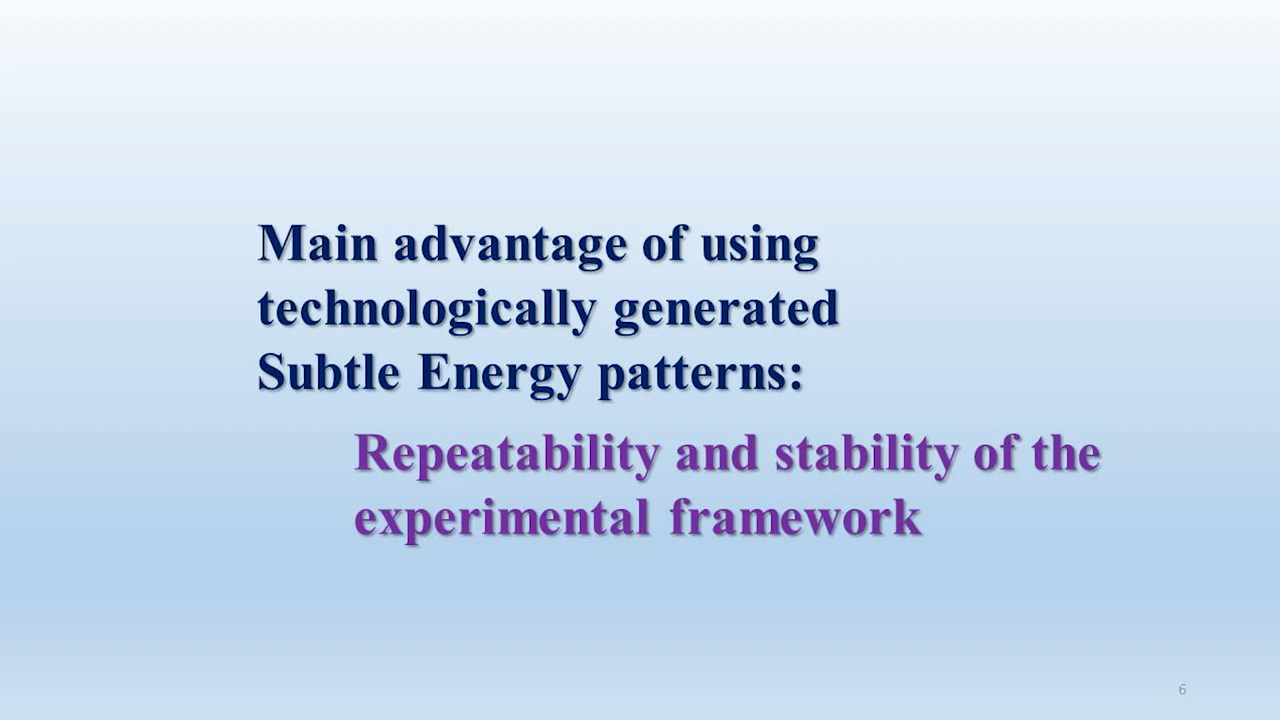 Main advantage of using
technologically generated
Subtle Energy patterns:
Repeatability and stability of the
experimental framework
6